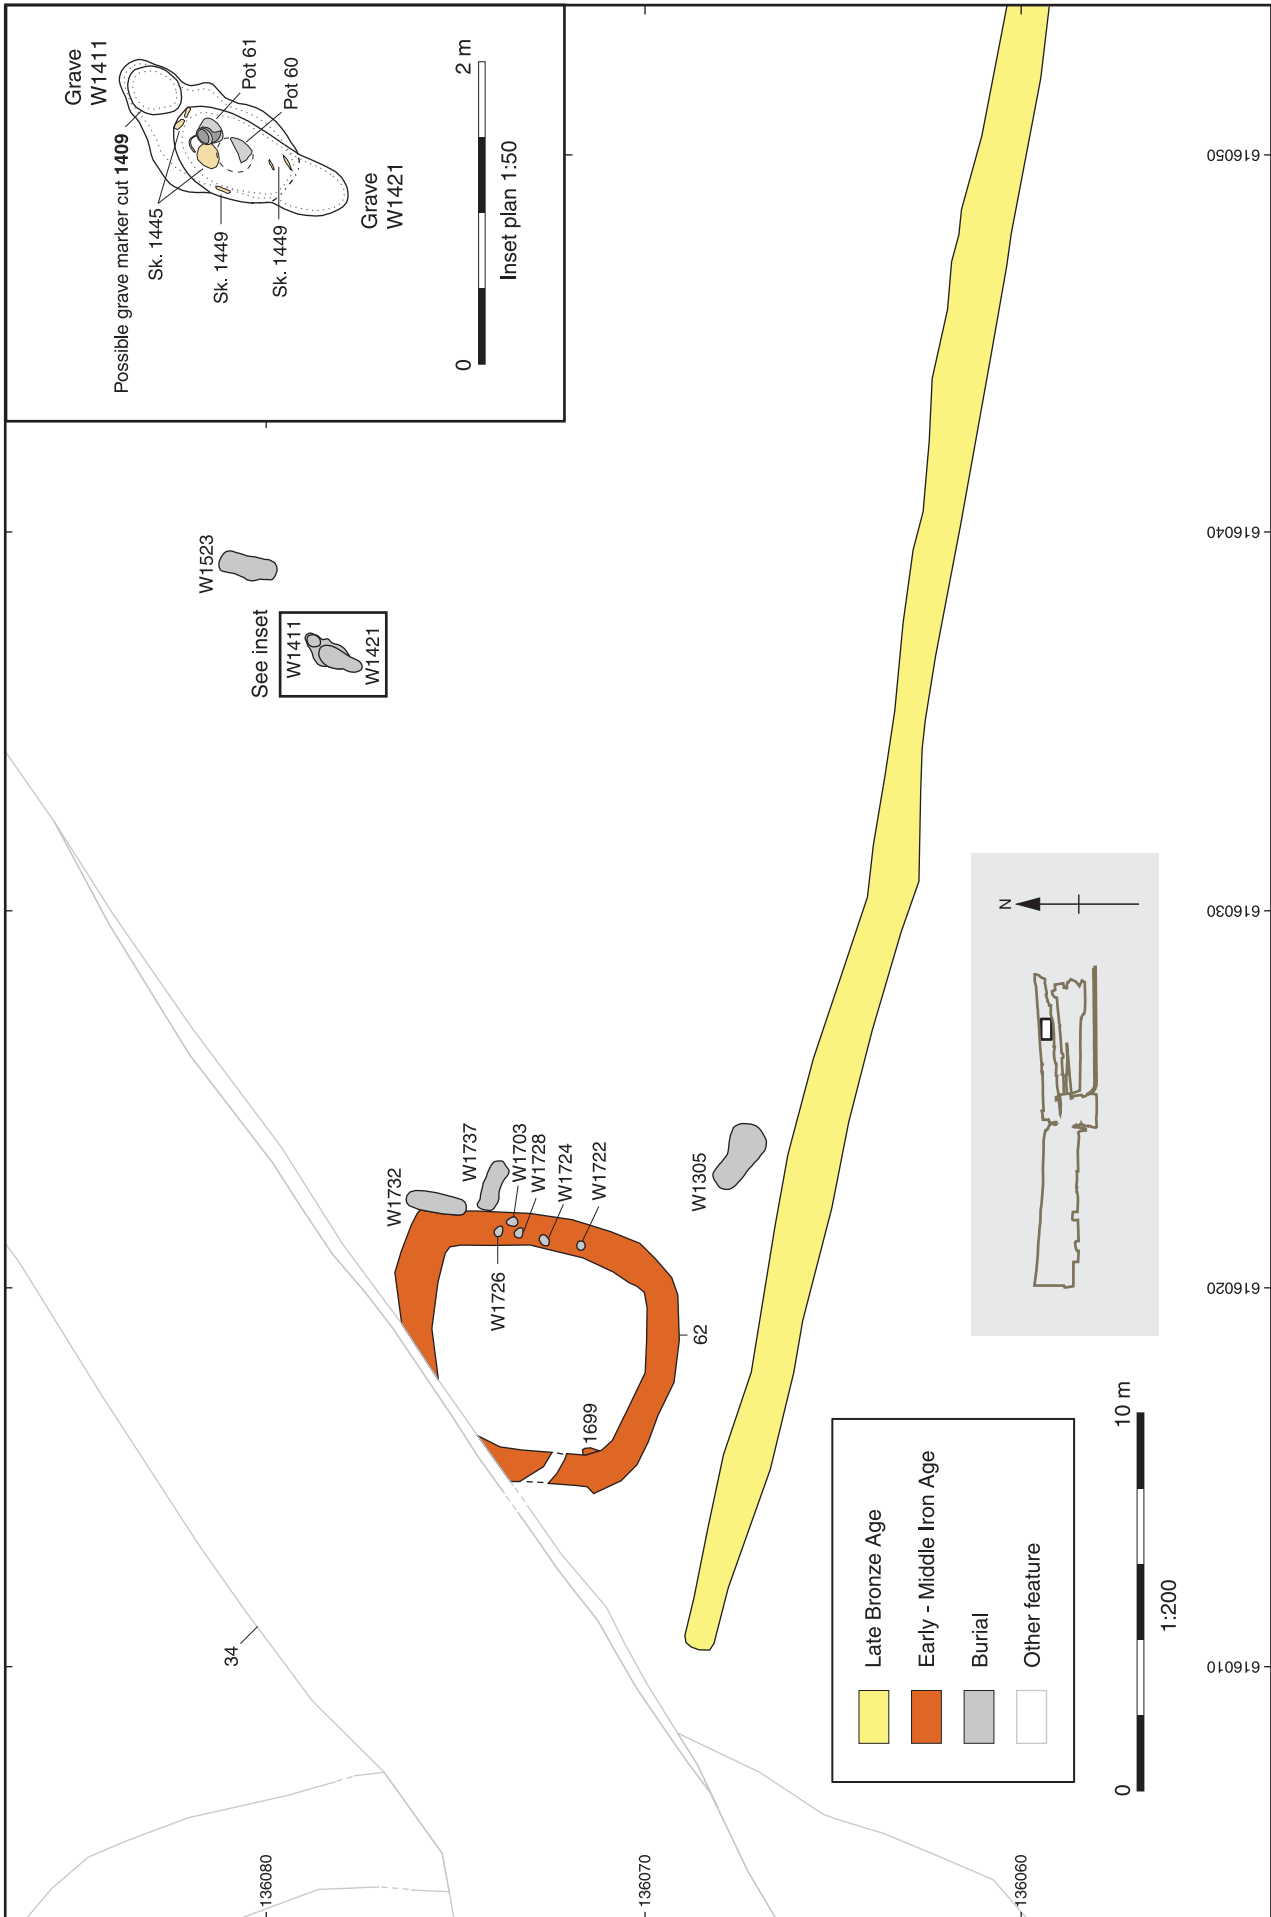 Grave
W1411
Possible grave marker cut 1409
Sk. 1445
Sk. 1449
Sk. 1449
Pot 61
Pot 60
Grave
W1421
0
2 m
Inset plan 1:50
W1523
See inset
W1411
W1421
W1732
W1737
W1703
W1728
W1724
W1722
W1726
W1305
62
1699
34
N
Late Bronze Age
Early - Middle Iron Age
Burial
Other feature
0
10 m
1:200
136080
136070
136060
616010
616020
616030
616040
616050